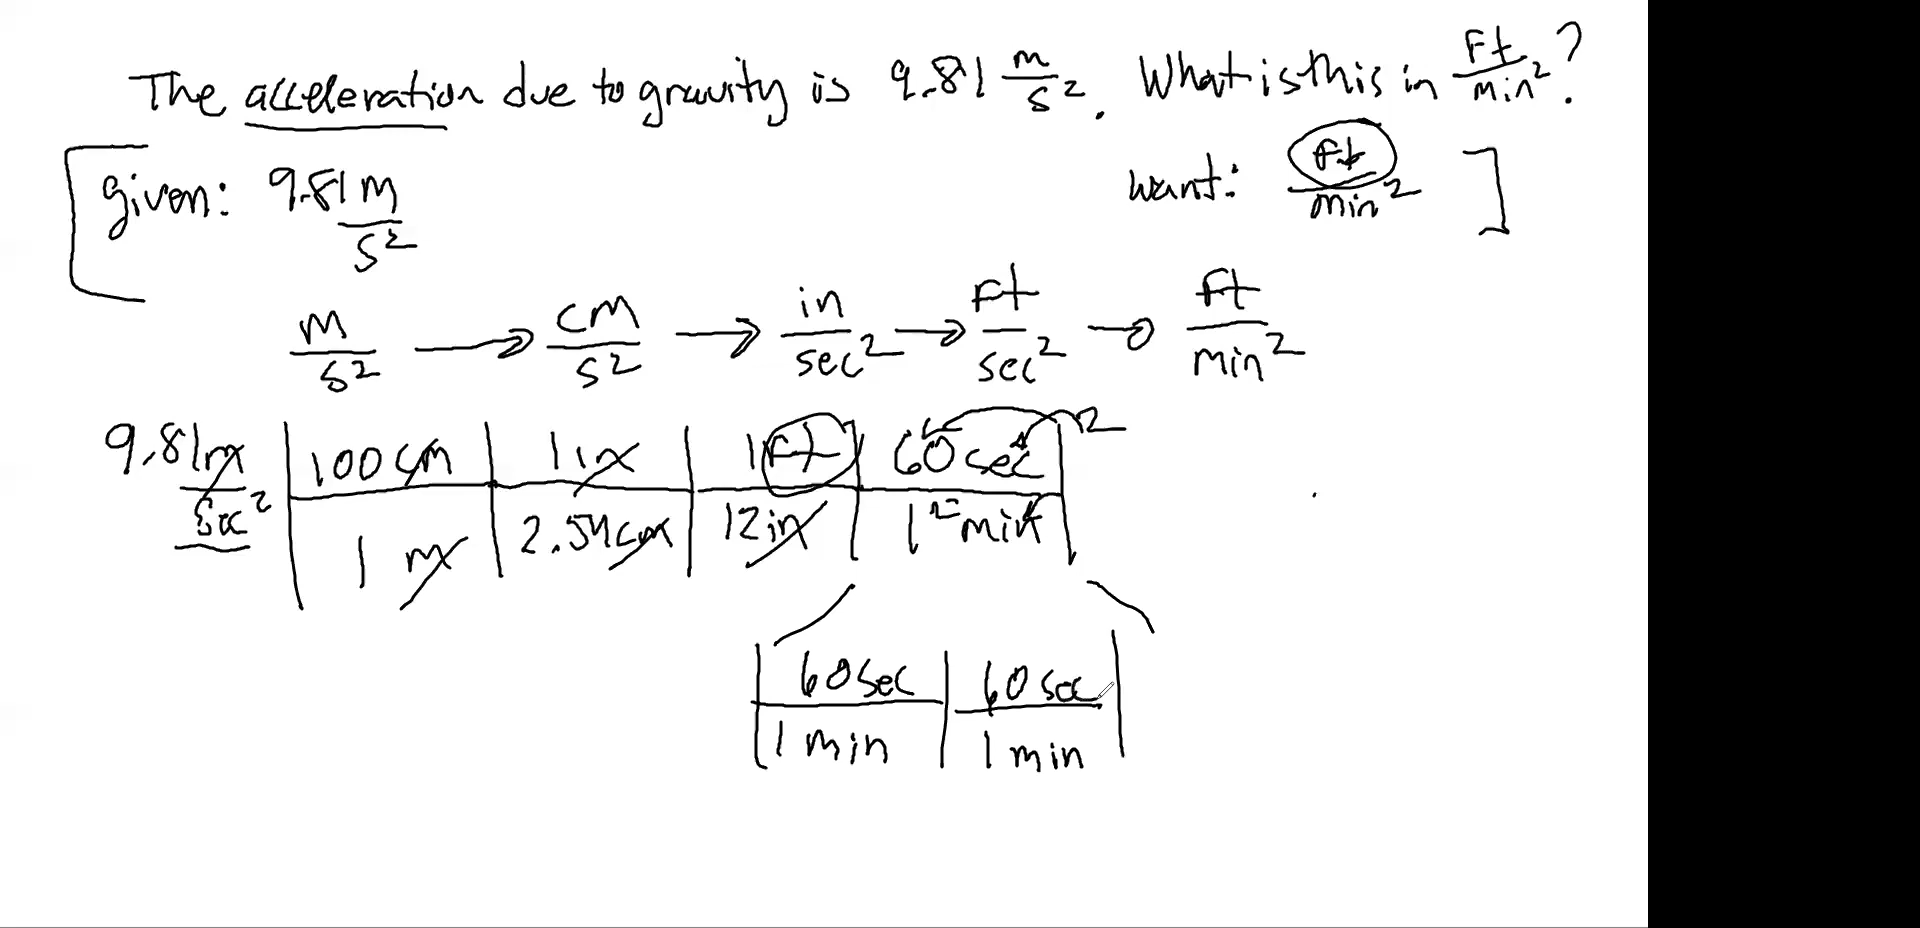 The acceleration due to gravity is 9.81 m/s². What is this in Ft/min²?
given: 9.81 m/s² want: Ft/min²
m/s² → cm/s² → in/sec² → Ft/sec² → Ft/min²
9.81 m/sec² | 100 cm/1 m | 1 in/2.54 cm | 1 Ft/12 in | 60 sec/1² min | 2
| 60 sec/1 min | 60 sec/1 min |